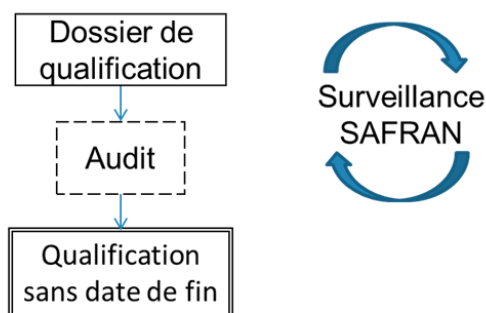 Dossier de
qualification
Audit
Qualification
sans date de fin
Surveillance
SAFRAN